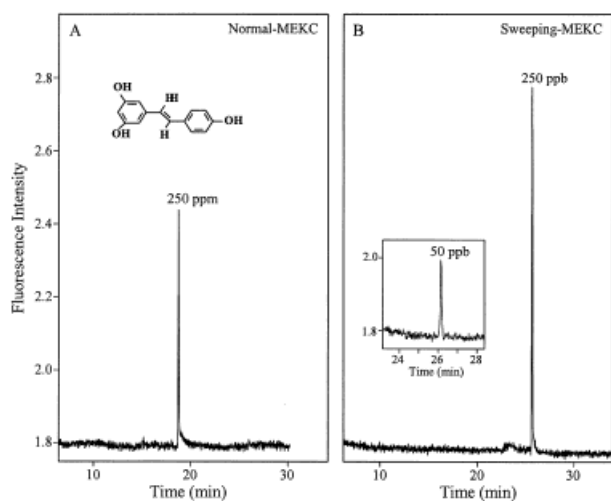 A
Normal-MEKC
B
Sweeping-MEKC
2.8
2.6
2.4
2.2
2.0
1.8
Fluorescence Intensity
OH
OH
HH
H
OH
250 ppm
250 ppb
50 ppb
2.0
1.8
24 26 28
Time (min)
10 20 30
Time (min)
10 20 30
Time (min)